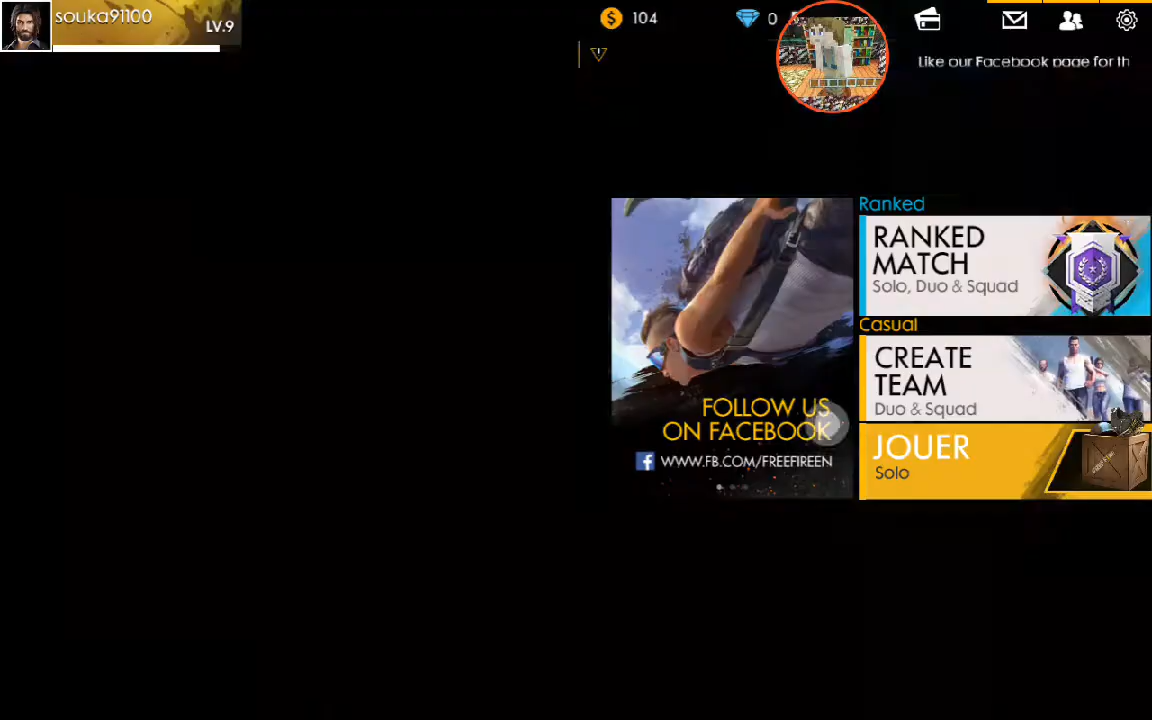 souka91100
LV.9
104
0
Like our Facebook page for th
Ranked
RANKED
MATCH
Solo, Duo & Squad
Casual
CREATE
TEAM
Duo & Squad
JOUER
Solo
FOLLOW US
ON FACEBOOK
WWW.FB.COM/FREEFIREEN